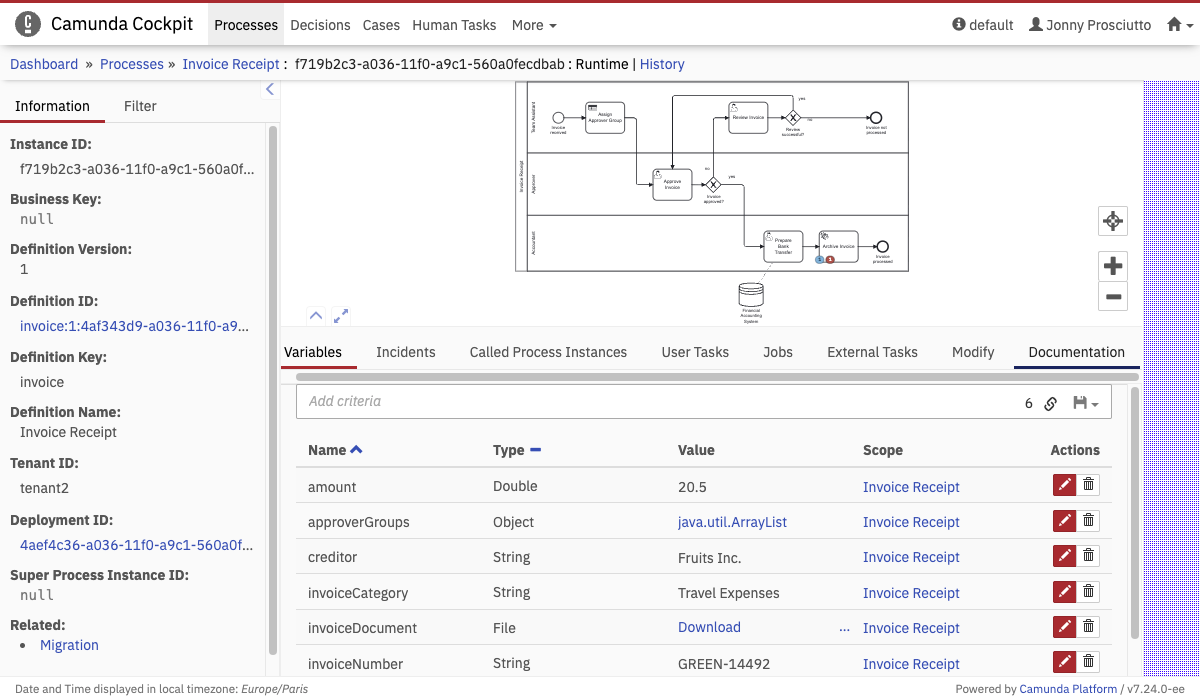 Camunda Cockpit Processes Decisions Cases Human Tasks More default Jonny Prosciutto
Dashboard » Processes » Invoice Receipt : f719b2c3-a036-11f0-a9c1-560a0fecdbab : Runtime | History
Information Filter
Instance ID:
f719b2c3-a036-11f0-a9c1-560a0f...
Business Key:
null
Definition Version:
1
Definition ID:
invoice:1:4af343d9-a036-11f0-a9...
Definition Key:
invoice
Definition Name:
Invoice Receipt
Tenant ID:
tenant2
Deployment ID:
4aef4c36-a036-11f0-a9c1-560a0f...
Super Process Instance ID:
null
Related:
Migration
Invoice Receipt
Team Assistant
Invoice
received
Assign
Approver Group
Review Invoice
yes
no
Review
successful?
Invoice not
processed
Approver
Approve
Invoice
no
yes
Invoice
approved?
Accountant
Prepare
Bank
Transfer
Archive Invoice
Invoice
processed
Financial
Accounting
System
Variables Incidents Called Process Instances User Tasks Jobs External Tasks Modify Documentation
Add criteria 6
Name Type Value Scope Actions
amount Double 20.5 Invoice Receipt
approverGroups Object java.util.ArrayList Invoice Receipt
creditor String Fruits Inc. Invoice Receipt
invoiceCategory String Travel Expenses Invoice Receipt
invoiceDocument File Download ... Invoice Receipt
invoiceNumber String GREEN-14492 Invoice Receipt
Date and Time displayed in local timezone: Europe/Paris Powered by Camunda Platform / v7.24.0-ee